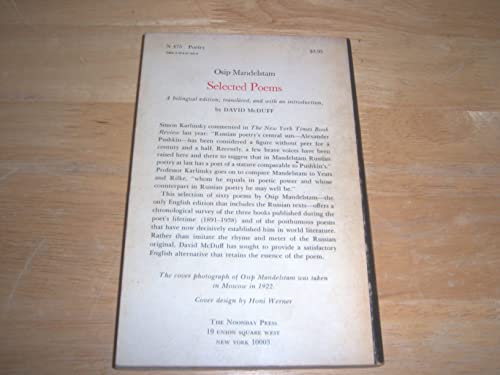 N 476 Poetry
$3.95
Osip Mandelstam
Selected Poems
A bilingual edition, translated, and with an introduction,
by DAVID McDUFF
Simon Karlinsky commented in The New York Times Book
Review last year: "Russian poetry's central sun—Alexander
Pushkin—has been considered a figure without peer for a
century and a half. Recently, a few brave voices have been
raised here and there to suggest that in Mandelstam Russian
poetry at last has a poet of a stature comparable to Pushkin's."
Professor Karlinsky goes on to compare Mandelstam to Yeats
and Rilke, "whom he equals in poetic power and whose
counterpart in Russian poetry he may well be."
This selection of sixty poems by Osip Mandelstam—the
only English edition that includes the Russian texts—offers a
chronological survey of the three books published during the
poet's lifetime (1891–1938) and of the posthumous poems
that have now decisively established him in world literature.
Rather than imitate the rhyme and meter of the Russian
original, David McDuff has sought to provide a satisfactory
English alternative that retains the essence of the poem.
The cover photograph of Osip Mandelstam was taken
in Moscow in 1922.
Cover design by Honi Werner
THE NOONDAY PRESS
19 UNION SQUARE WEST
NEW YORK 10003